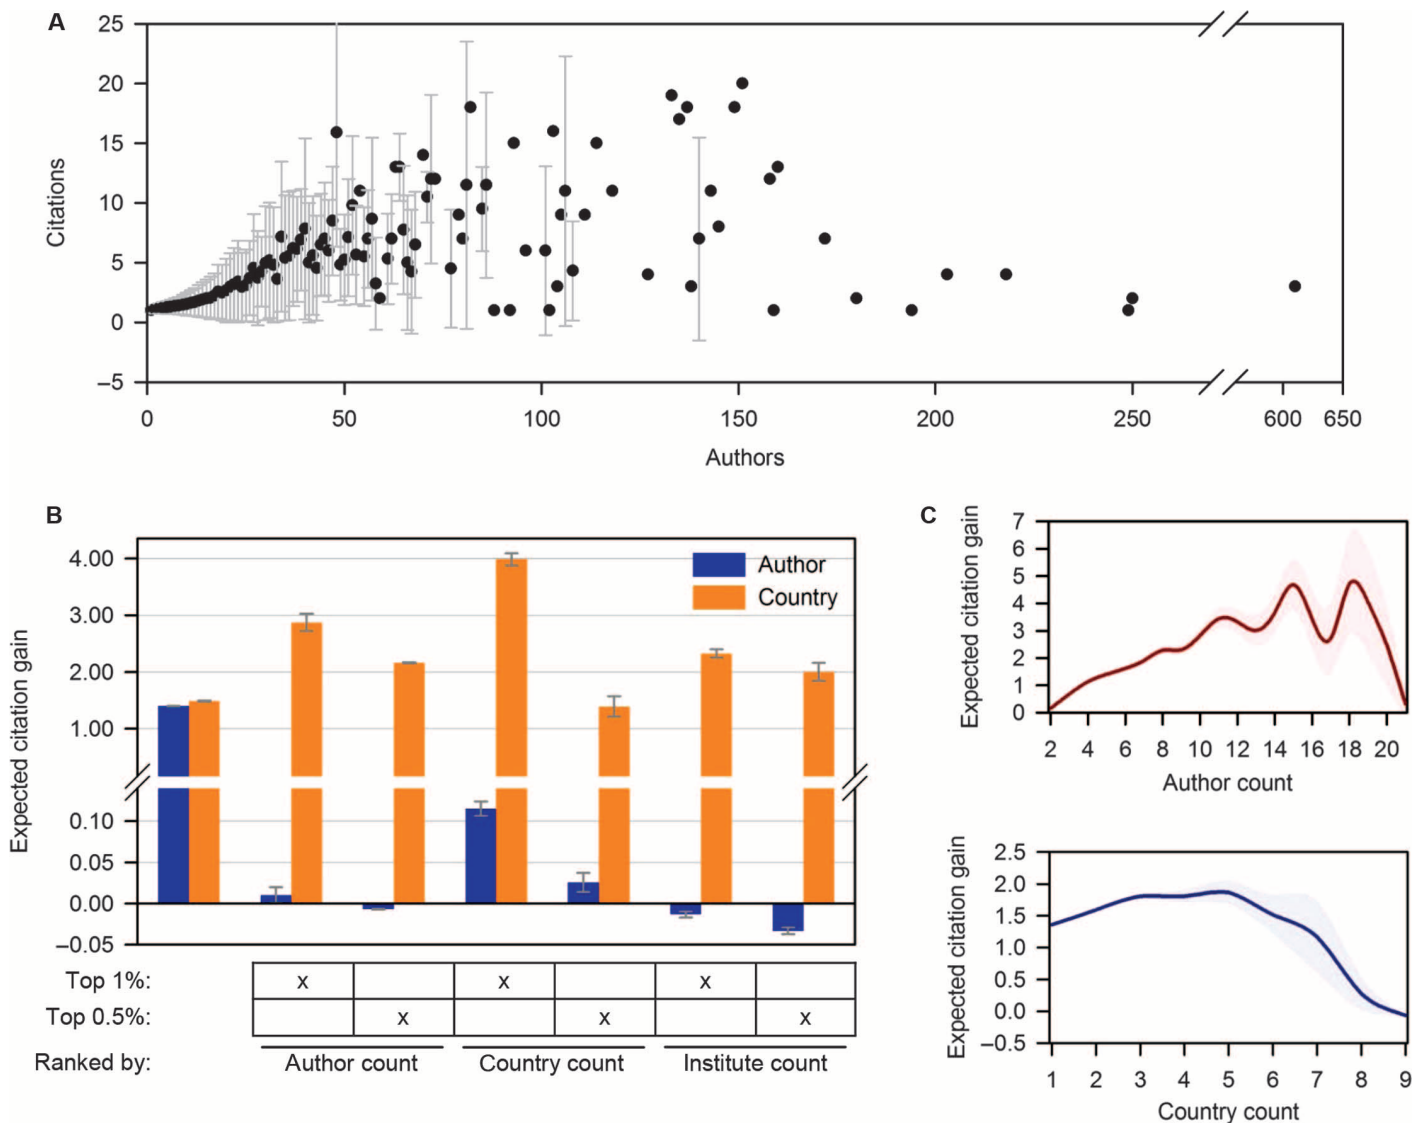 A
25
20
15
10
5
0
–5
Citations
0 50 100 150 200 250 600 650
Authors
B
4.00
3.00
2.00
1.00
0.10
0.05
0.00
–0.05
Expected citation gain
Author
Country
Top 1%: x x x
Top 0.5%: x x x
Ranked by: Author count Country count Institute count
C
7
6
5
4
3
2
1
0
Expected citation gain
2 4 6 8 10 12 14 16 18 20
Author count
2.5
2.0
1.5
1.0
0.5
0.0
–0.5
Expected citation gain
1 2 3 4 5 6 7 8 9
Country count